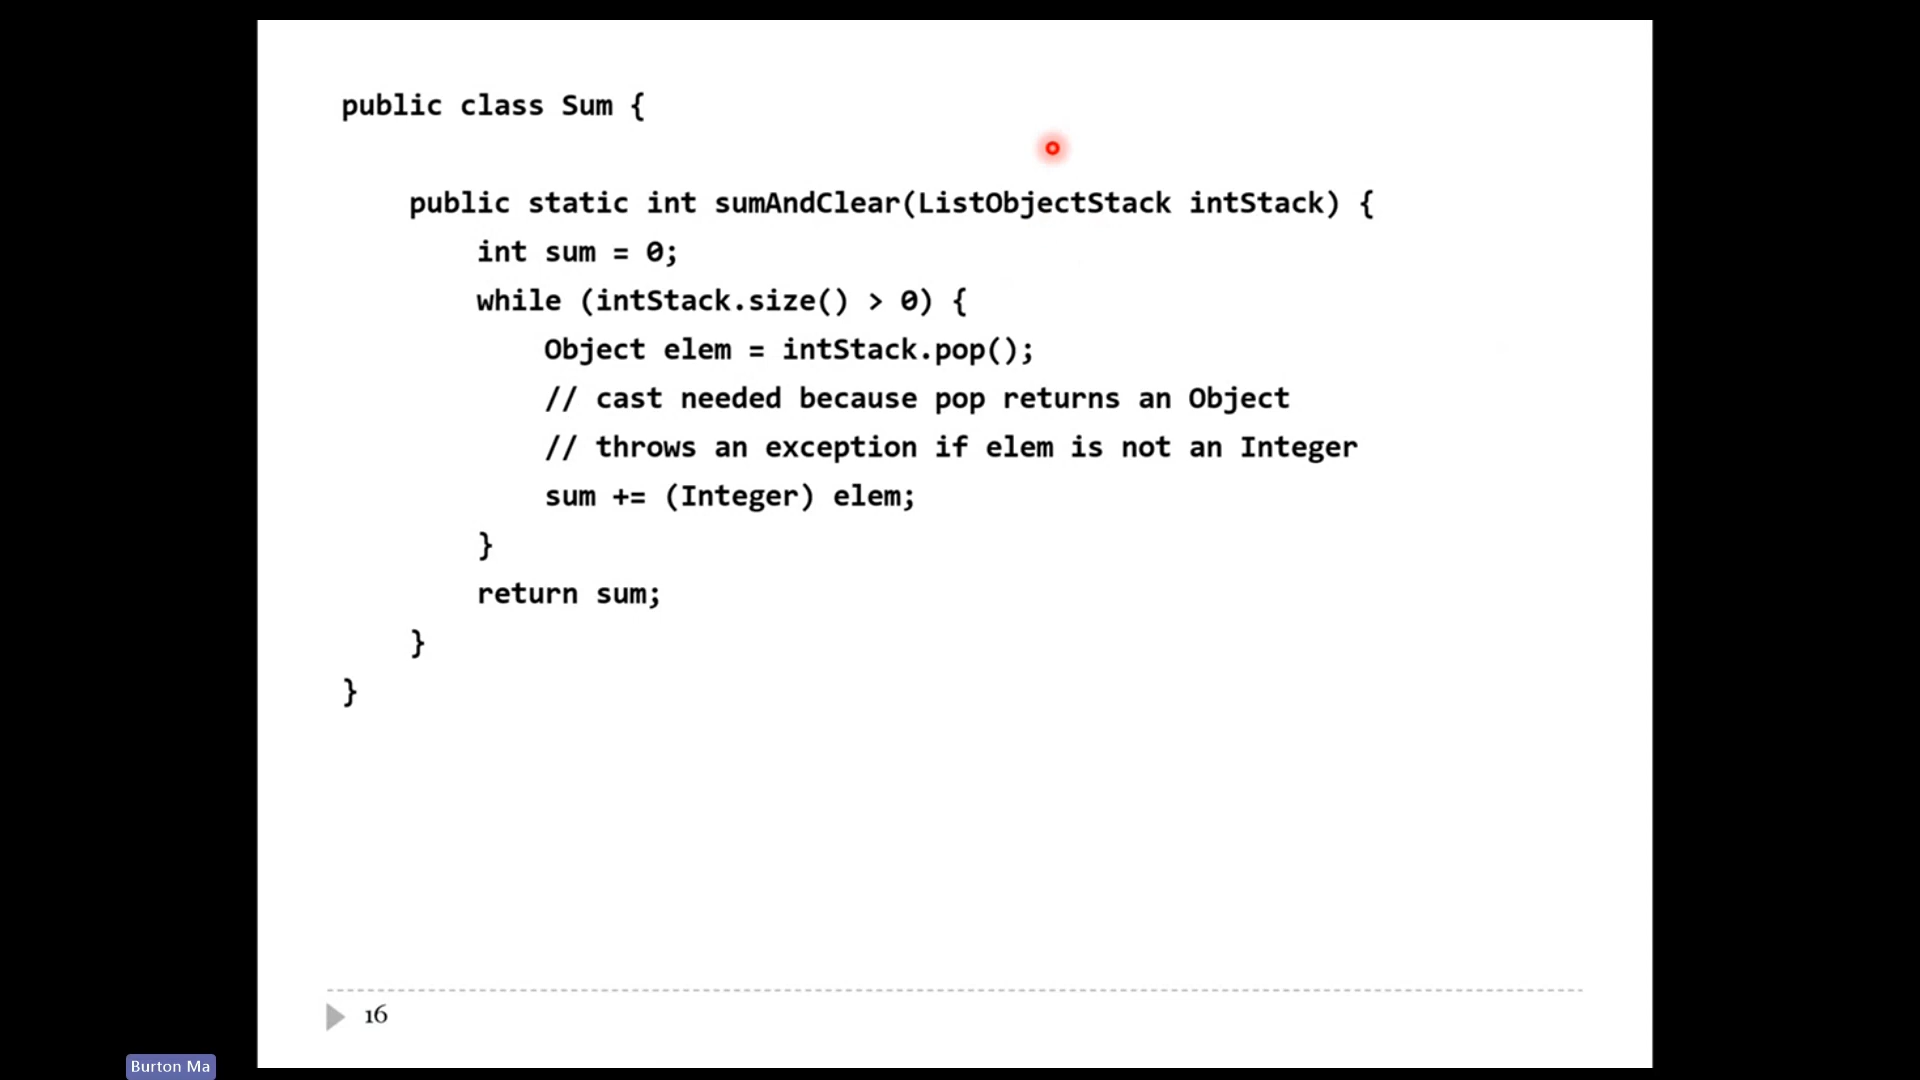 public class Sum {
public static int sumAndClear(ListObjectStack intStack) {
int sum = 0;
while (intStack.size() > 0) {
Object elem = intStack.pop();
// cast needed because pop returns an Object
// throws an exception if elem is not an Integer
sum += (Integer) elem;
}
return sum;
}
}
16
Burton Ma